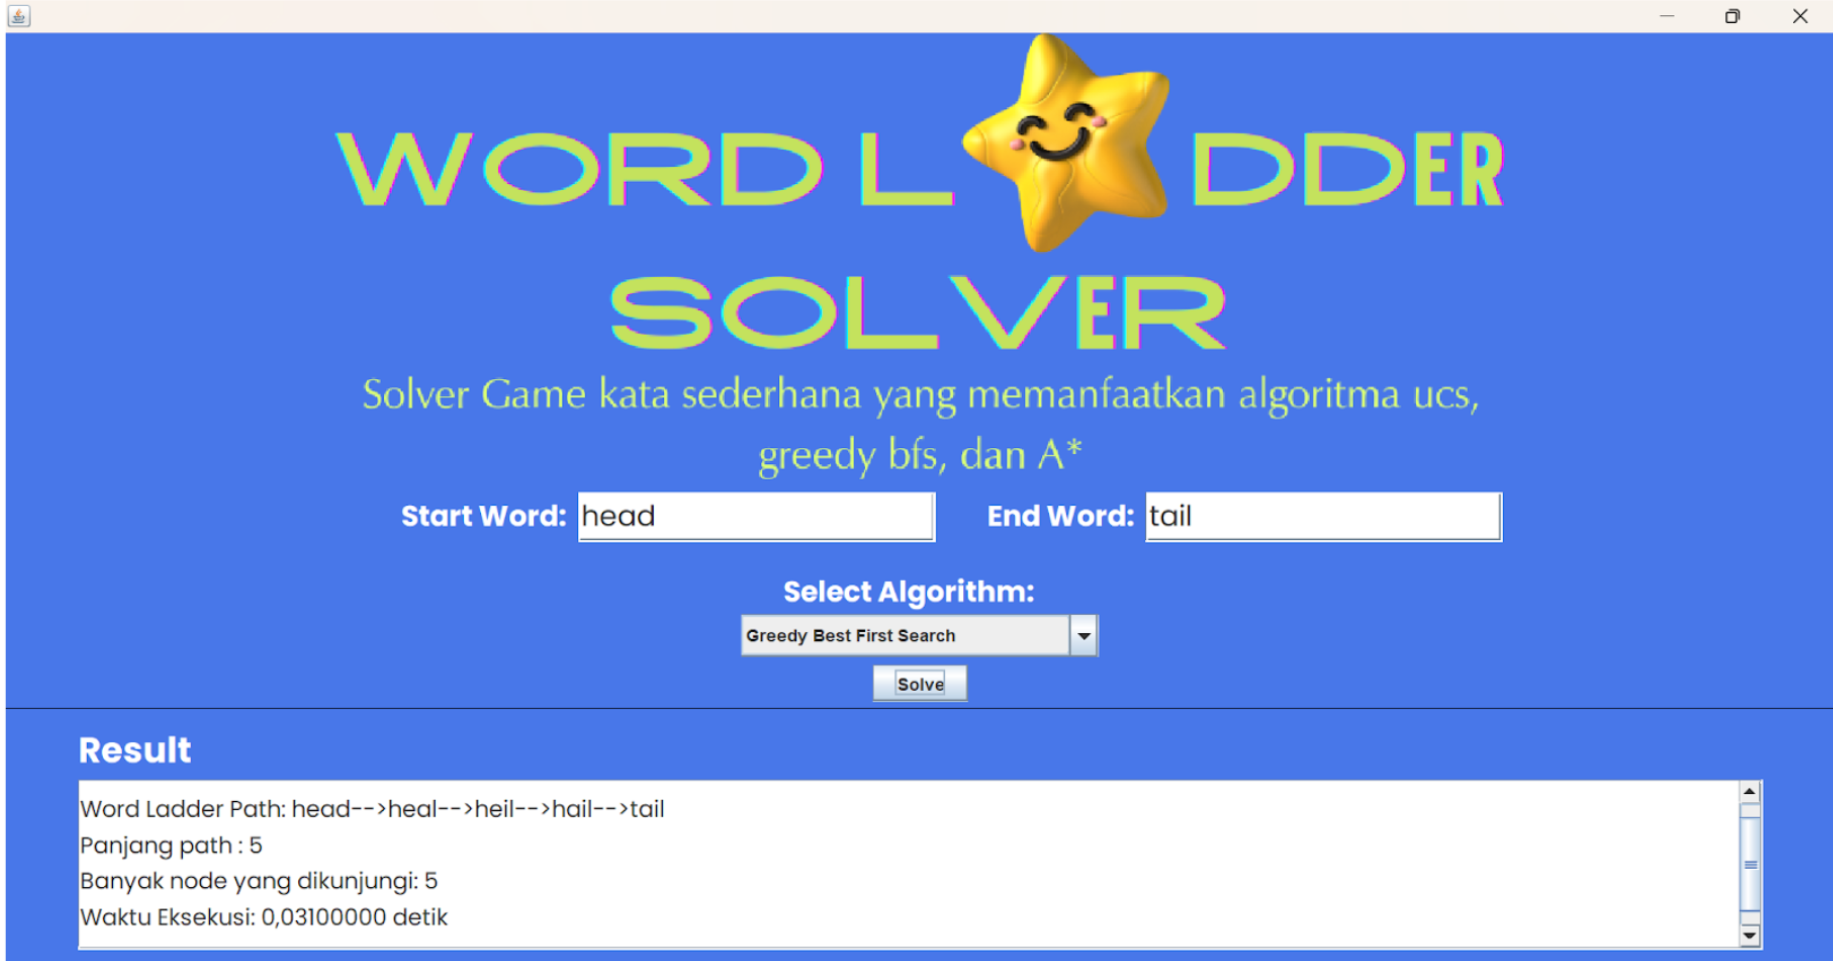 WORD L DDER
SOLVER
Solver Game kata sederhana yang memanfaatkan algoritma ucs,
greedy bfs, dan A*
Start Word: head End Word: tail
Select Algorithm:
Greedy Best First Search
Solve
Result
Word Ladder Path: head-->heal-->heil-->hail-->tail
Panjang path : 5
Banyak node yang dikunjungi: 5
Waktu Eksekusi: 0,03100000 detik